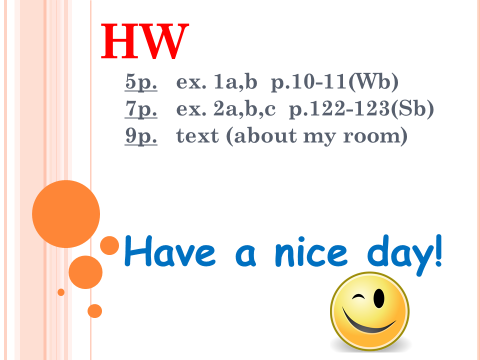 HW
5p. ex. 1a,b p.10-11(Wb)
7p. ex. 2a,b,c p.122-123(Sb)
9p. text (about my room)
Have a nice day!